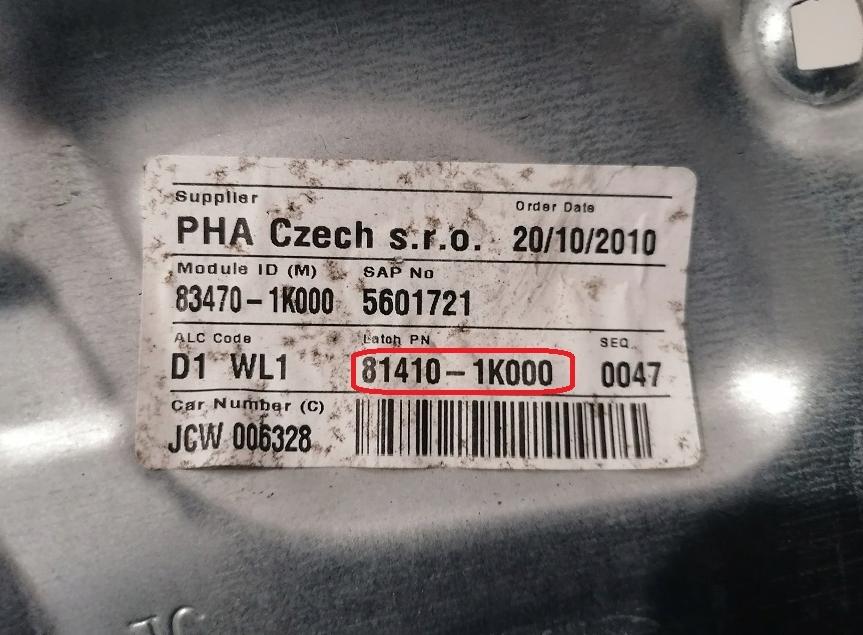 Supplier
Order Date
PHA Czech s.r.o. 20/10/2010
Module ID (M) SAP No
83470-1K000 5601721
ALC Code Latch PN SEQ.
D1 WL1 81410-1K000 0047
Car Number (C)
JCW 006328
JC